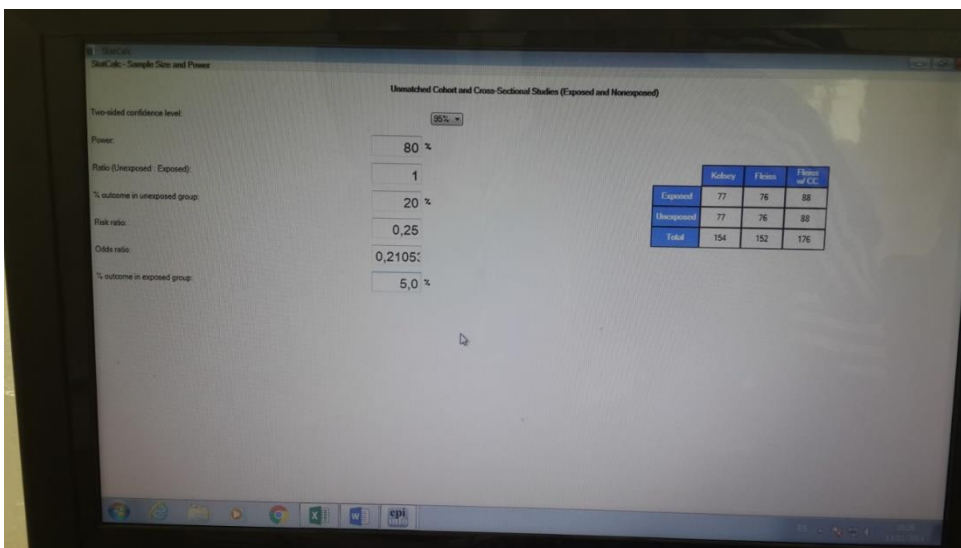 StatCalc
StatCalc - Sample Size and Power
Unmatched Cohort and Cross-Sectional Studies (Exposed and Nonexposed)
Two-sided confidence level: 95%
Power: 80 %
Ratio (Unexposed : Exposed): 1
% outcome in unexposed group: 20 %
Risk ratio: 0,25
Odds ratio: 0,21053
% outcome in exposed group: 5,0 %
Kelsey Fleiss Fleiss w/ CC
Exposed 77 76 88
Unexposed 77 76 88
Total 154 152 176
epi